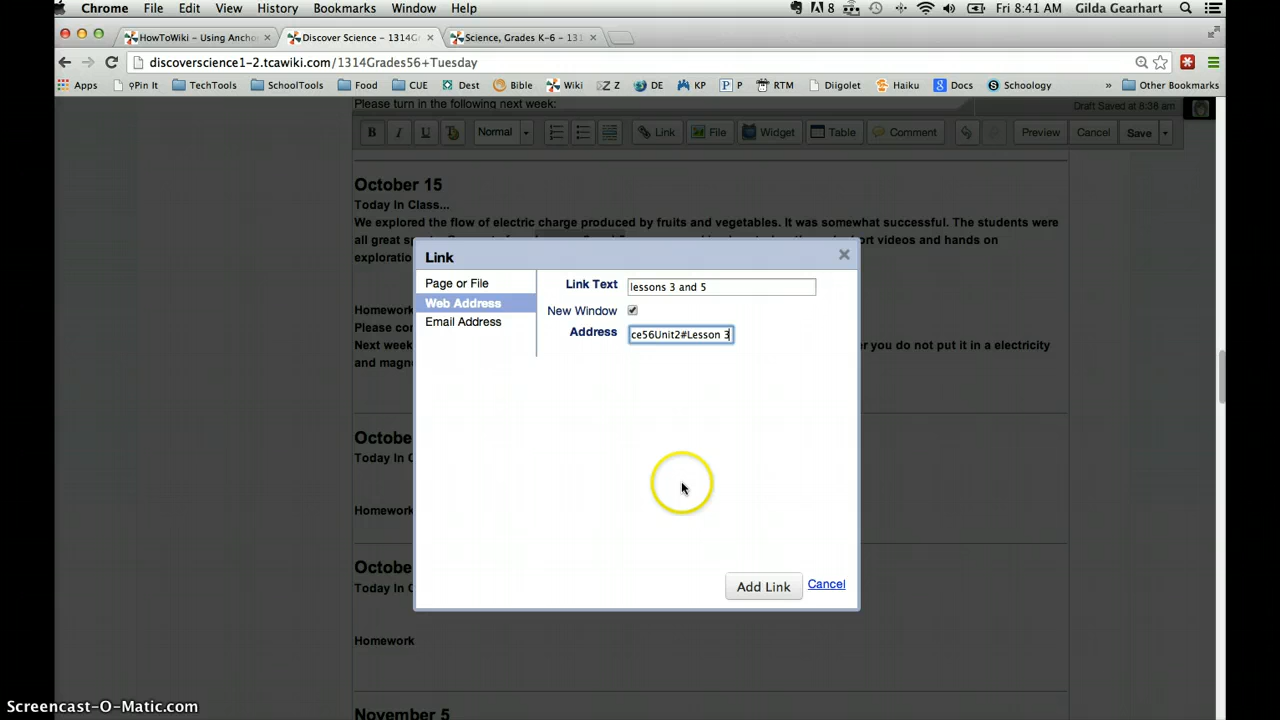 Chrome File Edit View History Bookmarks Window Help 8 Fri 8:41 AM Gilda Gearhart
HowToWiki – Using Ancho Discover Science – 1314G Science, Grades K–6 – 131
discoverscience1-2.tcawiki.com/1314Grades56+Tuesday
Apps Pin It TechTools SchoolTools Food CUE Dest Bible Wiki Z Z DE KP P RTM Diigolet Haiku Docs Schoology » Other Bookmarks
Please turn in the following next week: Draft Saved at 8:36 am
B I U Normal Link File Widget Table Comment Preview Cancel Save
October 15
Today In Class...
We explored the flow of electric charge produced by fruits and vegetables. It was somewhat successful. The students were
all great
videos and hands on
exploratio
Link
Page or File
Web Address
Email Address
Link Text lessons 3 and 5
New Window
Address ce56Unit2#Lesson 3
Add Link Cancel
Homework
Please con
Next week
you do not put it in a electricity
and magn
Octobe
Today In C
Homework
Octobe
Today In C
Homework
November 5
Screencast-O-Matic.com